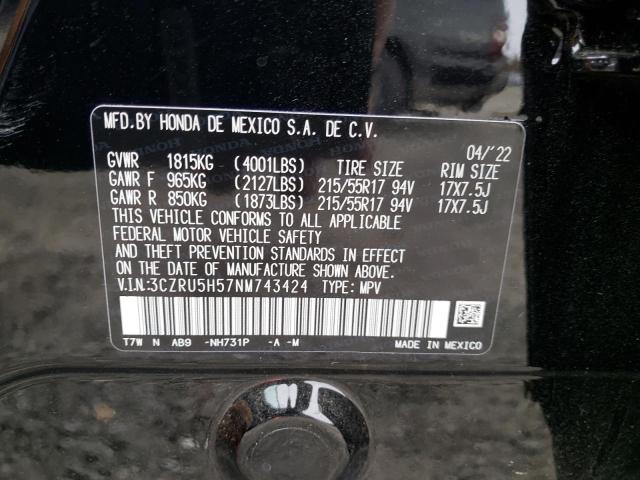 MFD.BY HONDA DE MEXICO S.A. DE C.V.
04/'22
GVWR 1815KG (4001LBS) TIRE SIZE RIM SIZE
GAWR F 965KG (2127LBS) 215/55R17 94V 17X7.5J
GAWR R 850KG (1873LBS) 215/55R17 94V 17X7.5J
THIS VEHICLE CONFORMS TO ALL APPLICABLE
FEDERAL MOTOR VEHICLE SAFETY
AND THEFT PREVENTION STANDARDS IN EFFECT
ON THE DATE OF MANUFACTURE SHOWN ABOVE.
V.I.N:3CZRU5H57NM743424 TYPE: MPV
T7W N AB9 -NH731P -A -M MADE IN MEXICO